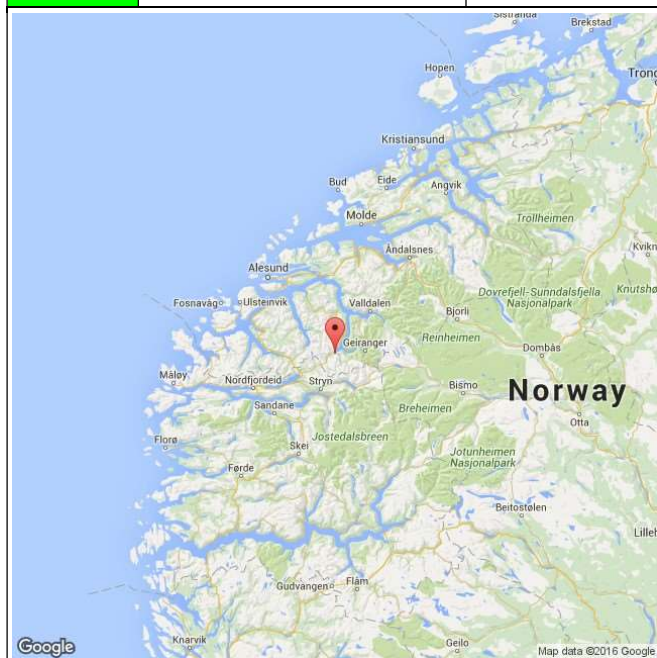 Sistranda
Brekstad
Hopen
Kristiansund
Bud
Eide
Angvik
Molde
Trollheimen
Åndalsnes
Kvikn
Alesund
Dovrefjell-Sunndalsfjella
Nasjonalpark
Knutshø
Fosnavåg
Ulsteinvik
Valldalen
Bjorli
Reinheimen
Geiranger
Dombås
Måløy
Nordfjordeid
Stryn
Bismo
Norway
Sandane
Breheimen
Otta
Florø
Skei
Jostedalsbreen
Jotunheimen
Nasjonalpark
Førde
Beitostølen
Lilleh
Gudvangen
Flåm
Knarvik
Geilo
Google
Map data ©2016 Google